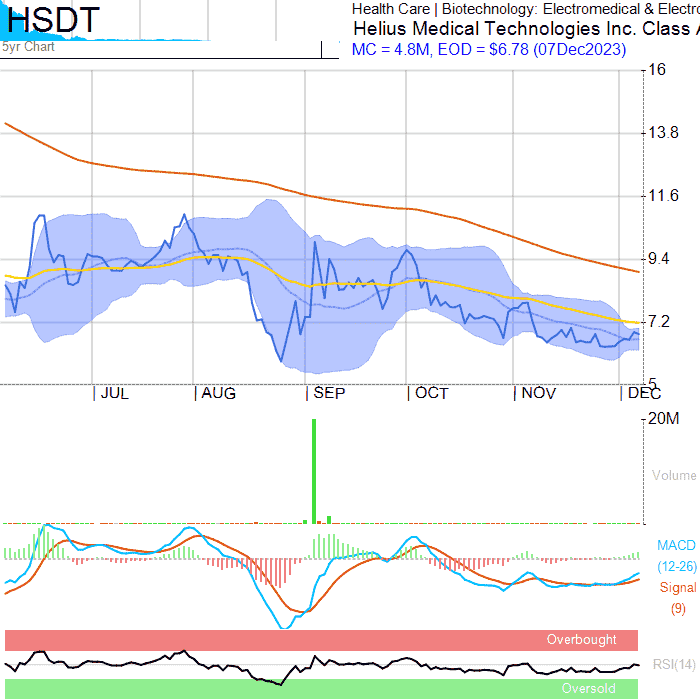 HSDT
5yr Chart
Health Care | Biotechnology: Electromedical & Electro
Helius Medical Technologies Inc. Class A
MC = 4.8M, EOD = $6.78 (07Dec2023)
16
13.8
11.6
9.4
7.2
5
JUL
AUG
SEP
OCT
NOV
DEC
20M
Volume
MACD
(12-26)
Signal
(9)
Overbought
RSI(14)
Oversold